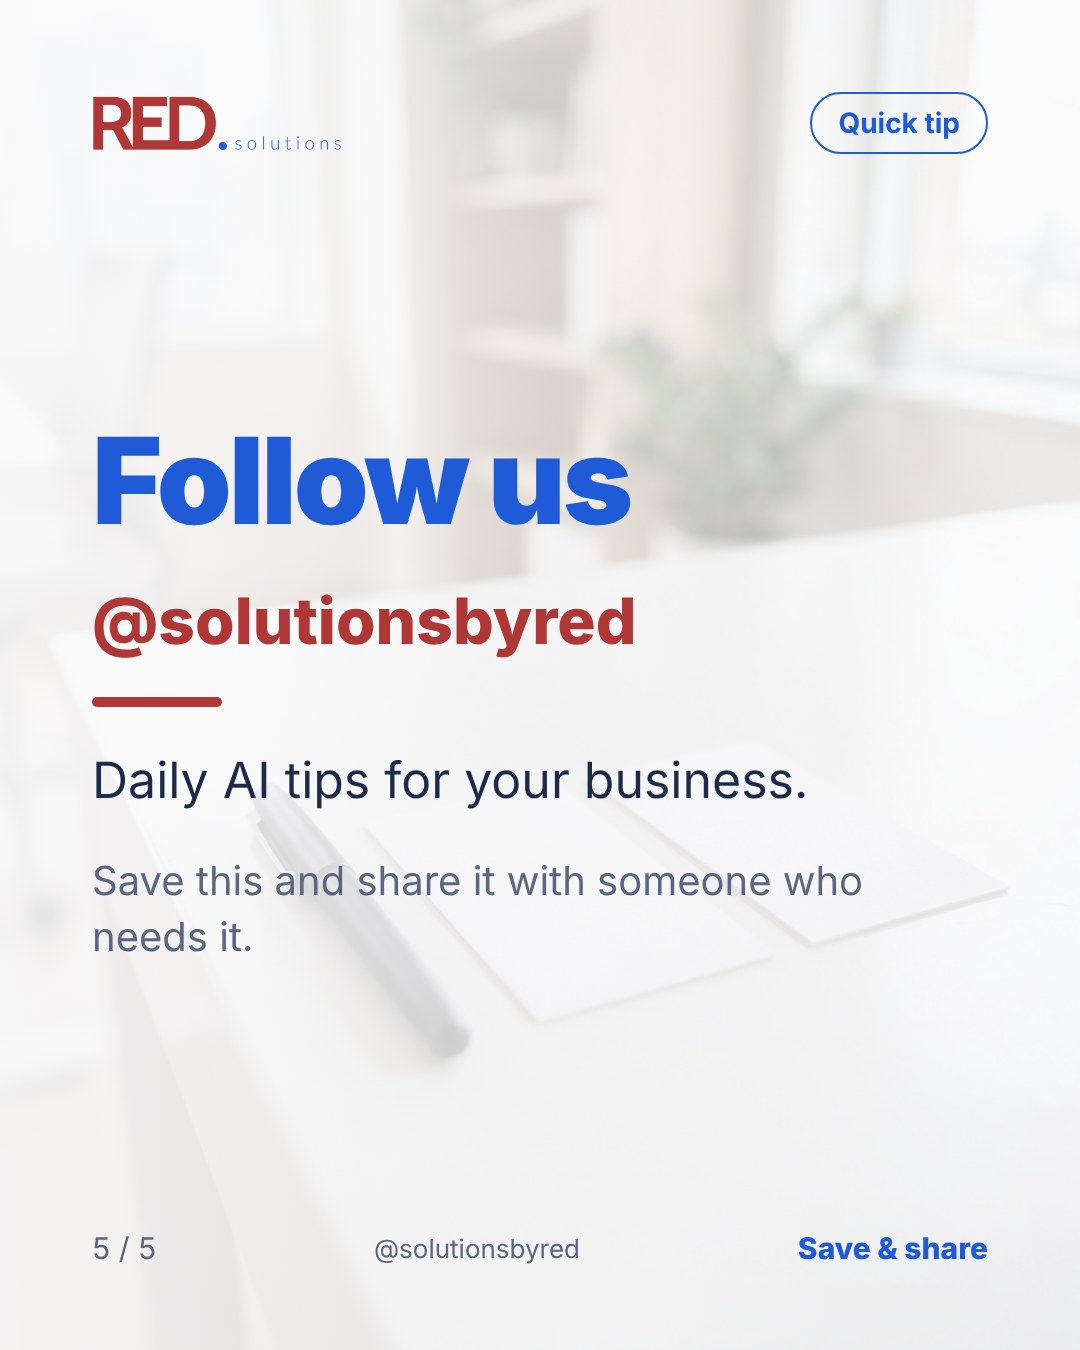 RED.solutions
Quick tip
Follow us
@solutionsbyred
Daily AI tips for your business.
Save this and share it with someone who
needs it.
5 / 5
@solutionsbyred
Save & share